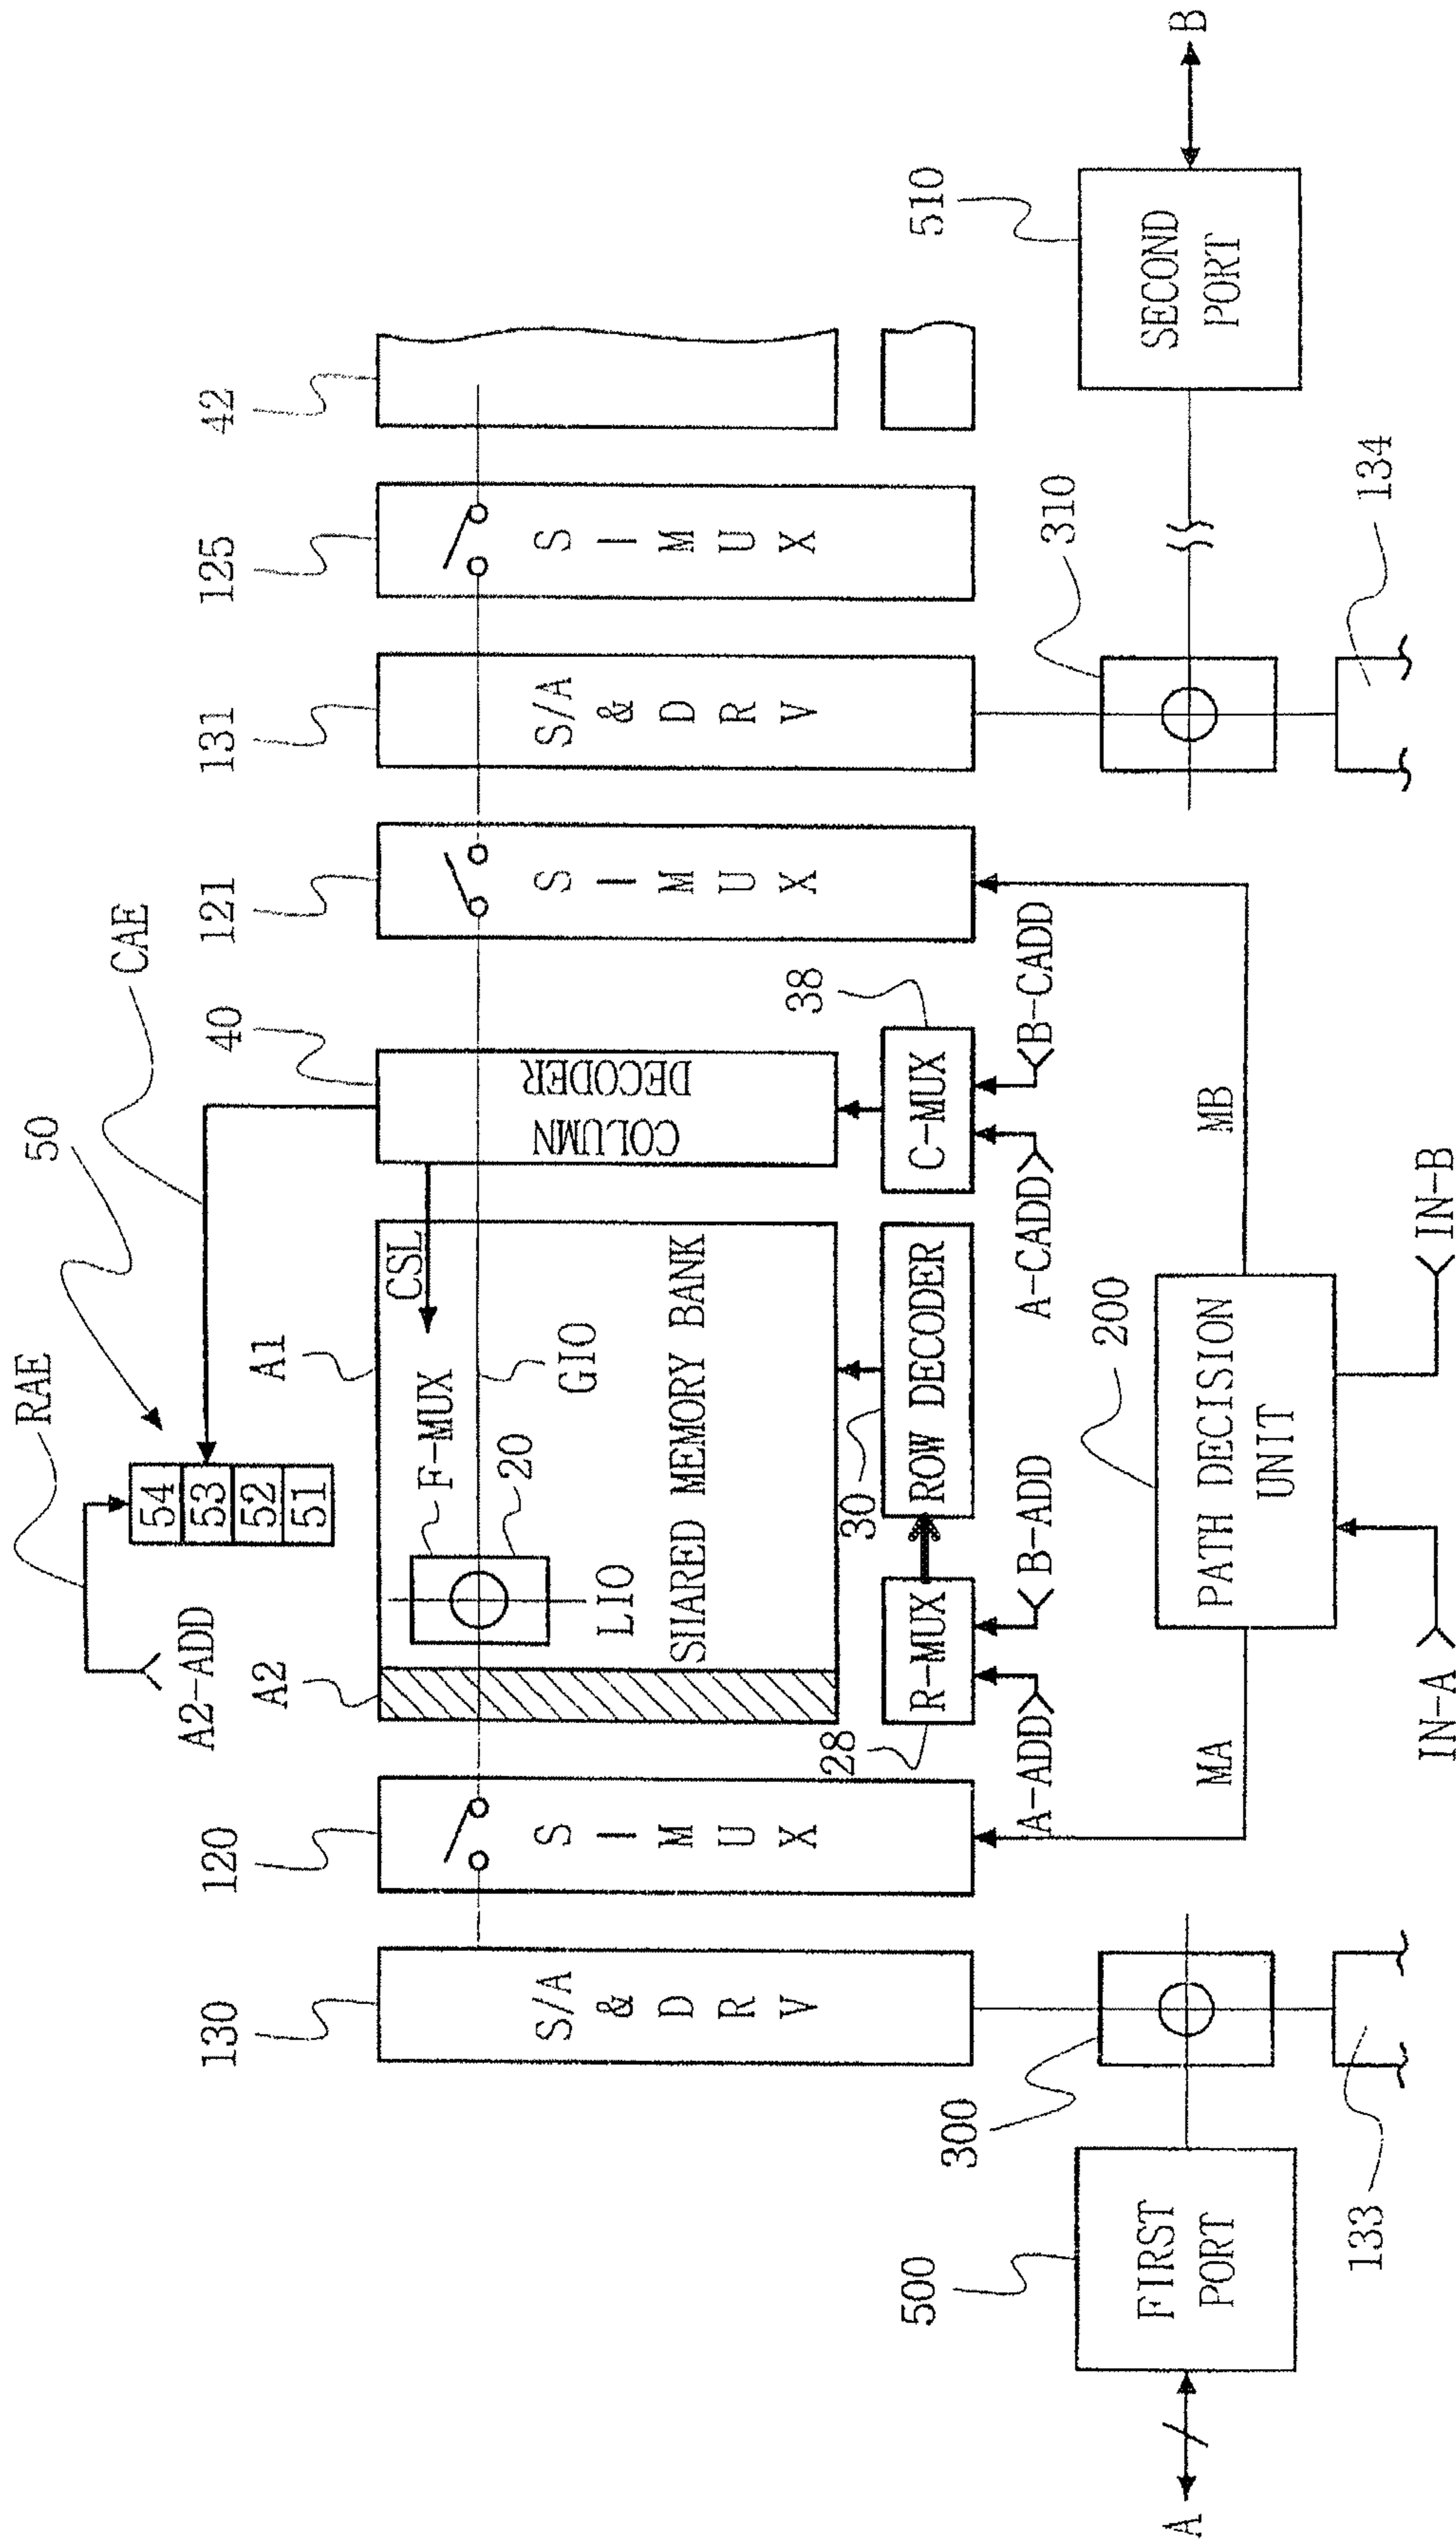 RAE
50
CAE
A2-ADD
54
53
52
51
130
120
A2
A1
40
121
131
125
42
S/A & DRV
SIMUX
F-MUX
CSL
20
LIO
GIO
SHARED MEMORY BANK
COLUMN DECODER
SIMUX
S/A & DRV
SIMUX
28
R-MUX
30
ROW DECODER
C-MUX
38
A-ADD
B-ADD
A-CADD
B-CADD
500
FIRST PORT
A
300
133
MA
200
PATH DECISION UNIT
MB
IN-A
IN-B
310
134
510
SECOND PORT
B